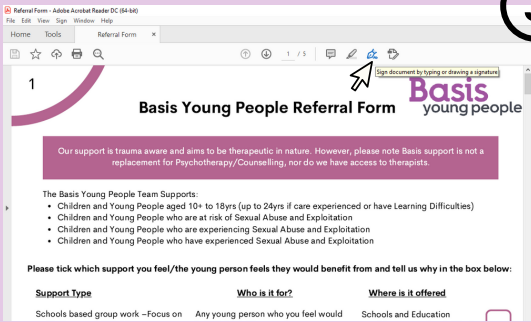 Referral Form - Adobe Acrobat Reader DC (64-bit)
File Edit View Sign Window Help
Home Tools Referral Form ×
1 / 5
Sign document by typing or drawing a signature
1
Basis
young people
Basis Young People Referral Form
Our support is trauma aware and aims to be therapeutic in nature. However, please note Basis support is not a
replacement for Psychotherapy/Counselling, nor do we have access to therapists.
The Basis Young People Team Supports:
• Children and Young People aged 10+ to 18yrs (up to 24yrs if care experienced or have Learning Difficulties)
• Children and Young People who are at risk of Sexual Abuse and Exploitation
• Children and Young People who are experiencing Sexual Abuse and Exploitation
• Children and Young People who have experienced Sexual Abuse and Exploitation
Please tick which support you feel/the young person feels they would benefit from and tell us why in the box below:
Support Type Who is it for? Where is it offered
Schools based group work –Focus on Any young person who you feel would Schools and Education